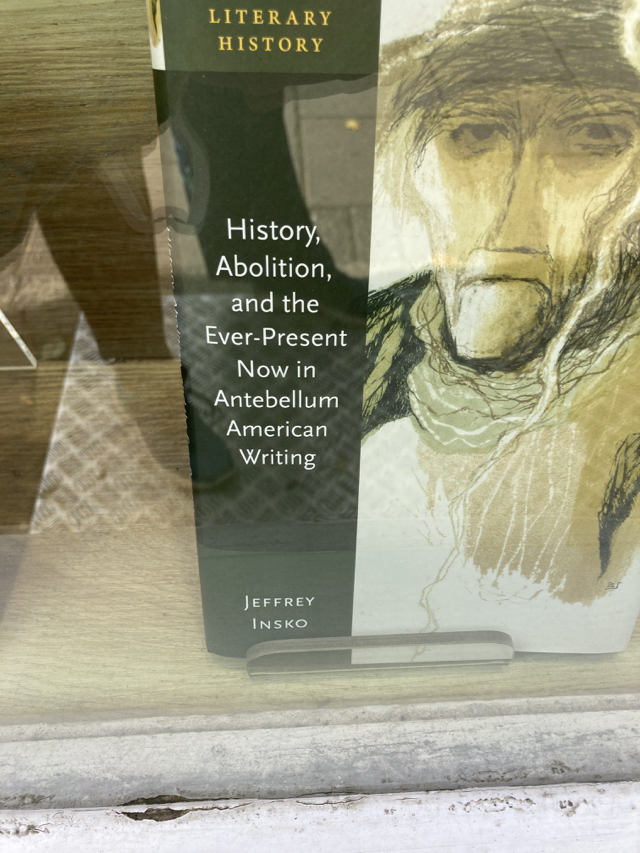 LITERARY
HISTORY
History,
Abolition,
and the
Ever-Present
Now in
Antebellum
American
Writing
JEFFREY
INSKO